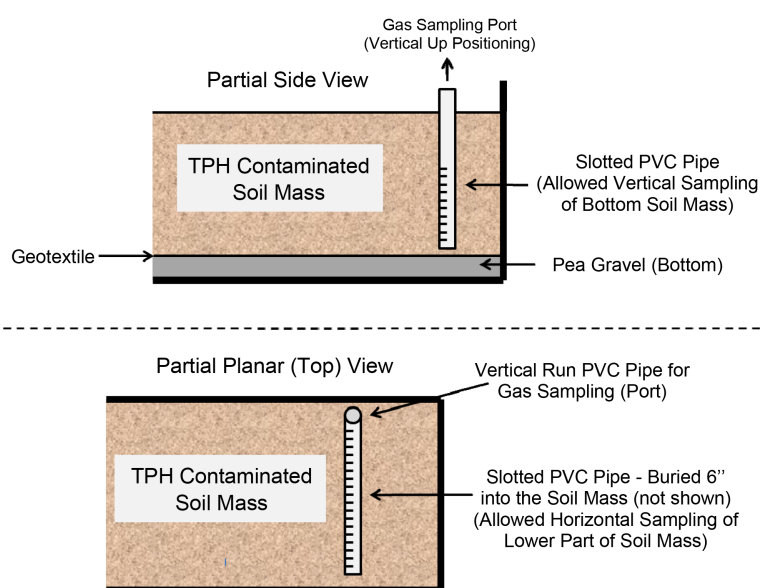 Gas Sampling Port
(Vertical Up Positioning)
Partial Side View
TPH Contaminated
Soil Mass
Slotted PVC Pipe
(Allowed Vertical Sampling
of Bottom Soil Mass)
Geotextile
Pea Gravel (Bottom)
Partial Planar (Top) View
Vertical Run PVC Pipe for
Gas Sampling (Port)
TPH Contaminated
Soil Mass
Slotted PVC Pipe - Buried 6’’
into the Soil Mass (not shown)
(Allowed Horizontal Sampling of
Lower Part of Soil Mass)